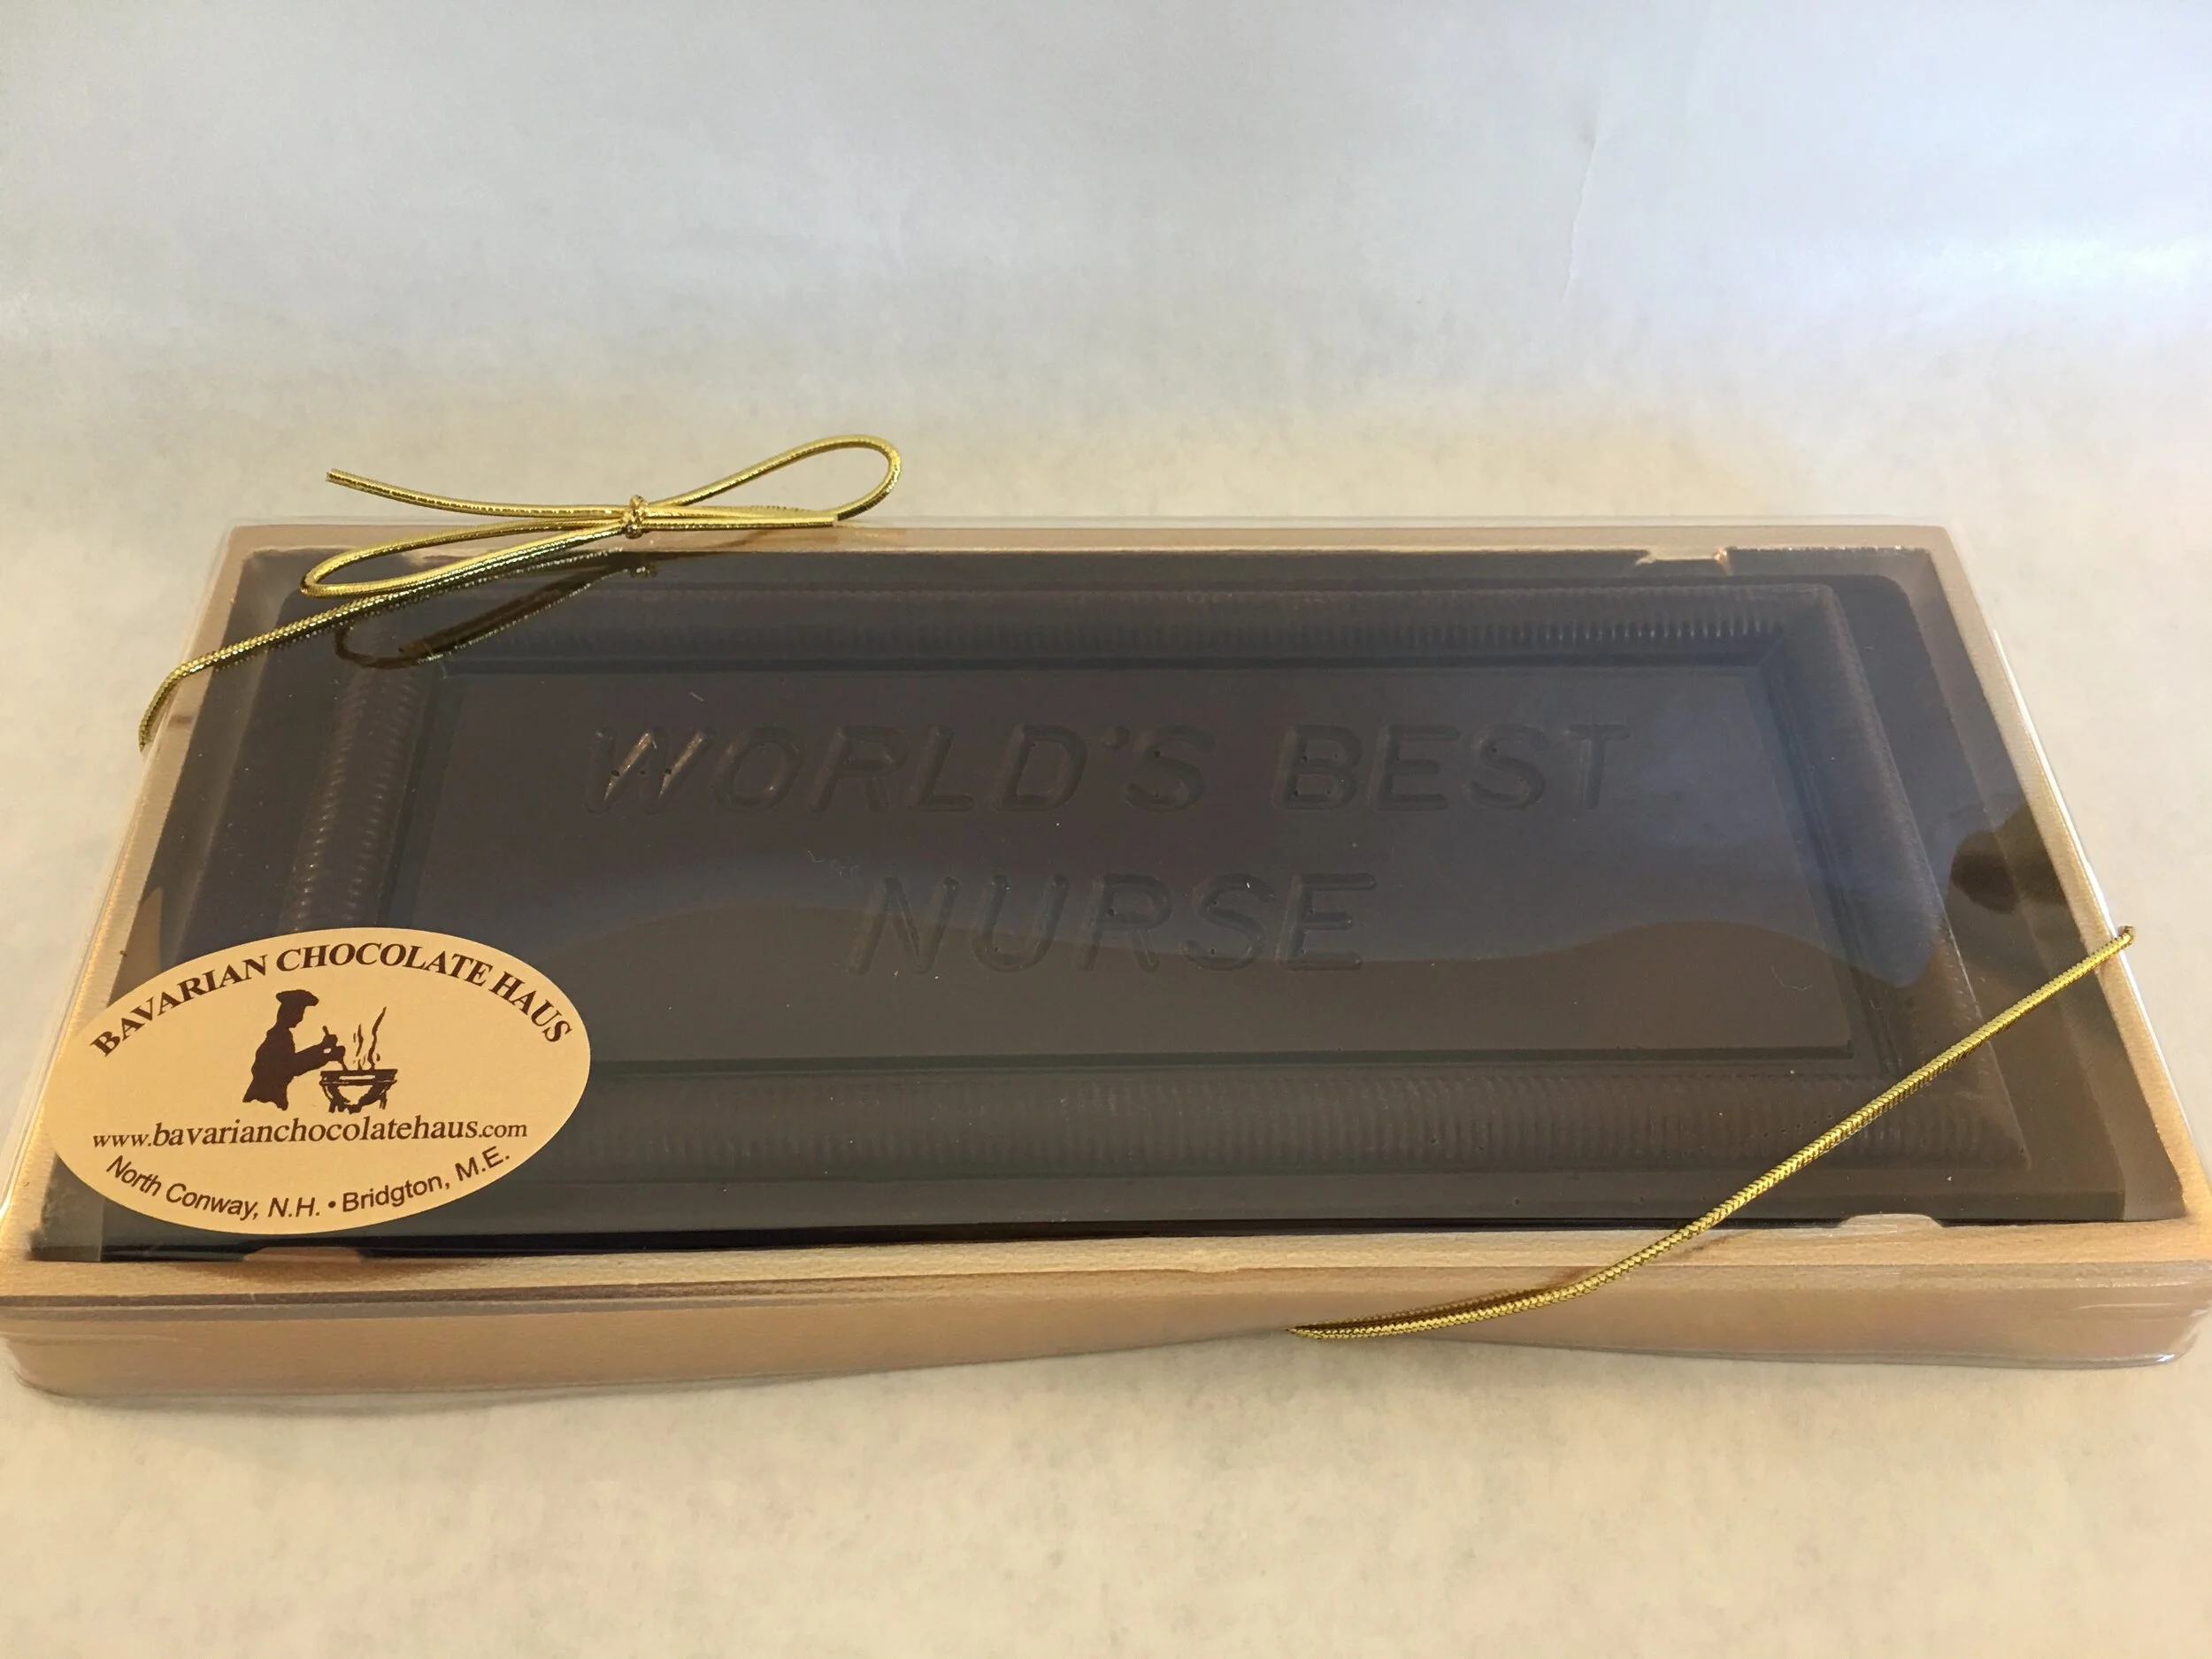 WORLD'S BEST
NURSE
BAVARIAN CHOCOLATE HAUS
www.bavarianchocolatehaus.com
North Conway, N.H. • Bridgton, M.E.